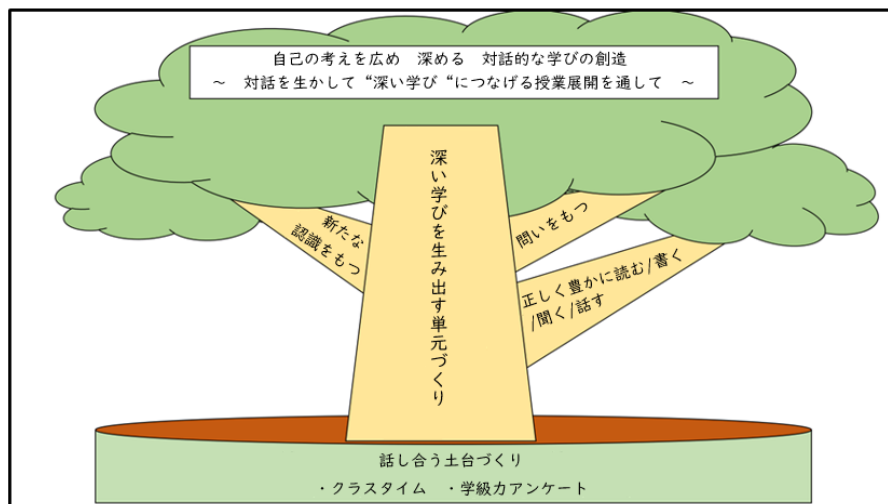 自己の考えを広め　深める　対話的な学びの創造
～　対話を生かして“深い学び“につなげる授業展開を通して　～
深い学びを生み出す単元づくり
新たな
認識をもつ
問いをもつ
正しく豊かに読む/書く
/聞く/話す
話し合う土台づくり
・クラスタイム　・学級力アンケート